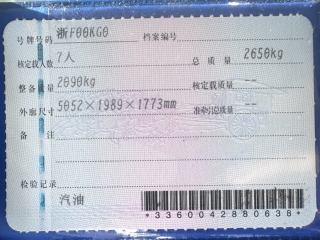 号牌号码 浙F00KG0 档案编号
核定载人数 7人 总质量 2650kg
整备质量 2090kg 核定载质量 --
外廓尺寸 5052×1989×1773mm 准牵引总质量 --
备注
检验记录
汽油
*3360042880638*